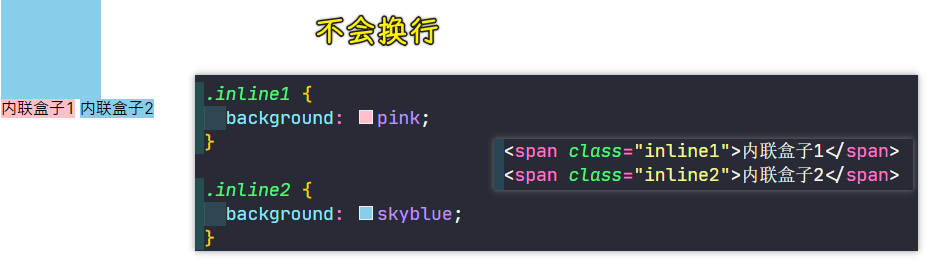 不会换行
内联盒子1 内联盒子2
.inline1 {
background: pink;
}
.inline2 {
background: skyblue;
}
<span class="inline1">内联盒子1</span>
<span class="inline2">内联盒子2</span>